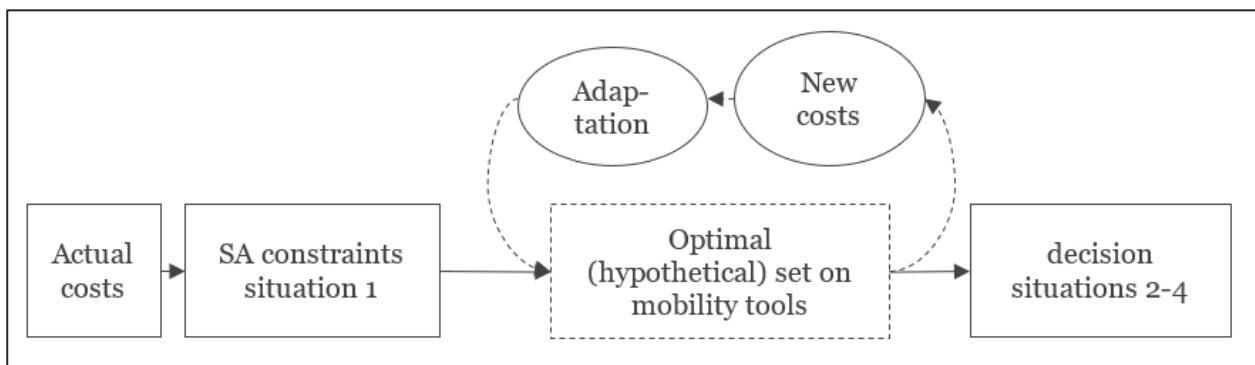 Adap-
tation
New
costs
Actual
costs
SA constraints
situation 1
Optimal
(hypothetical) set on
mobility tools
decision
situations 2-4